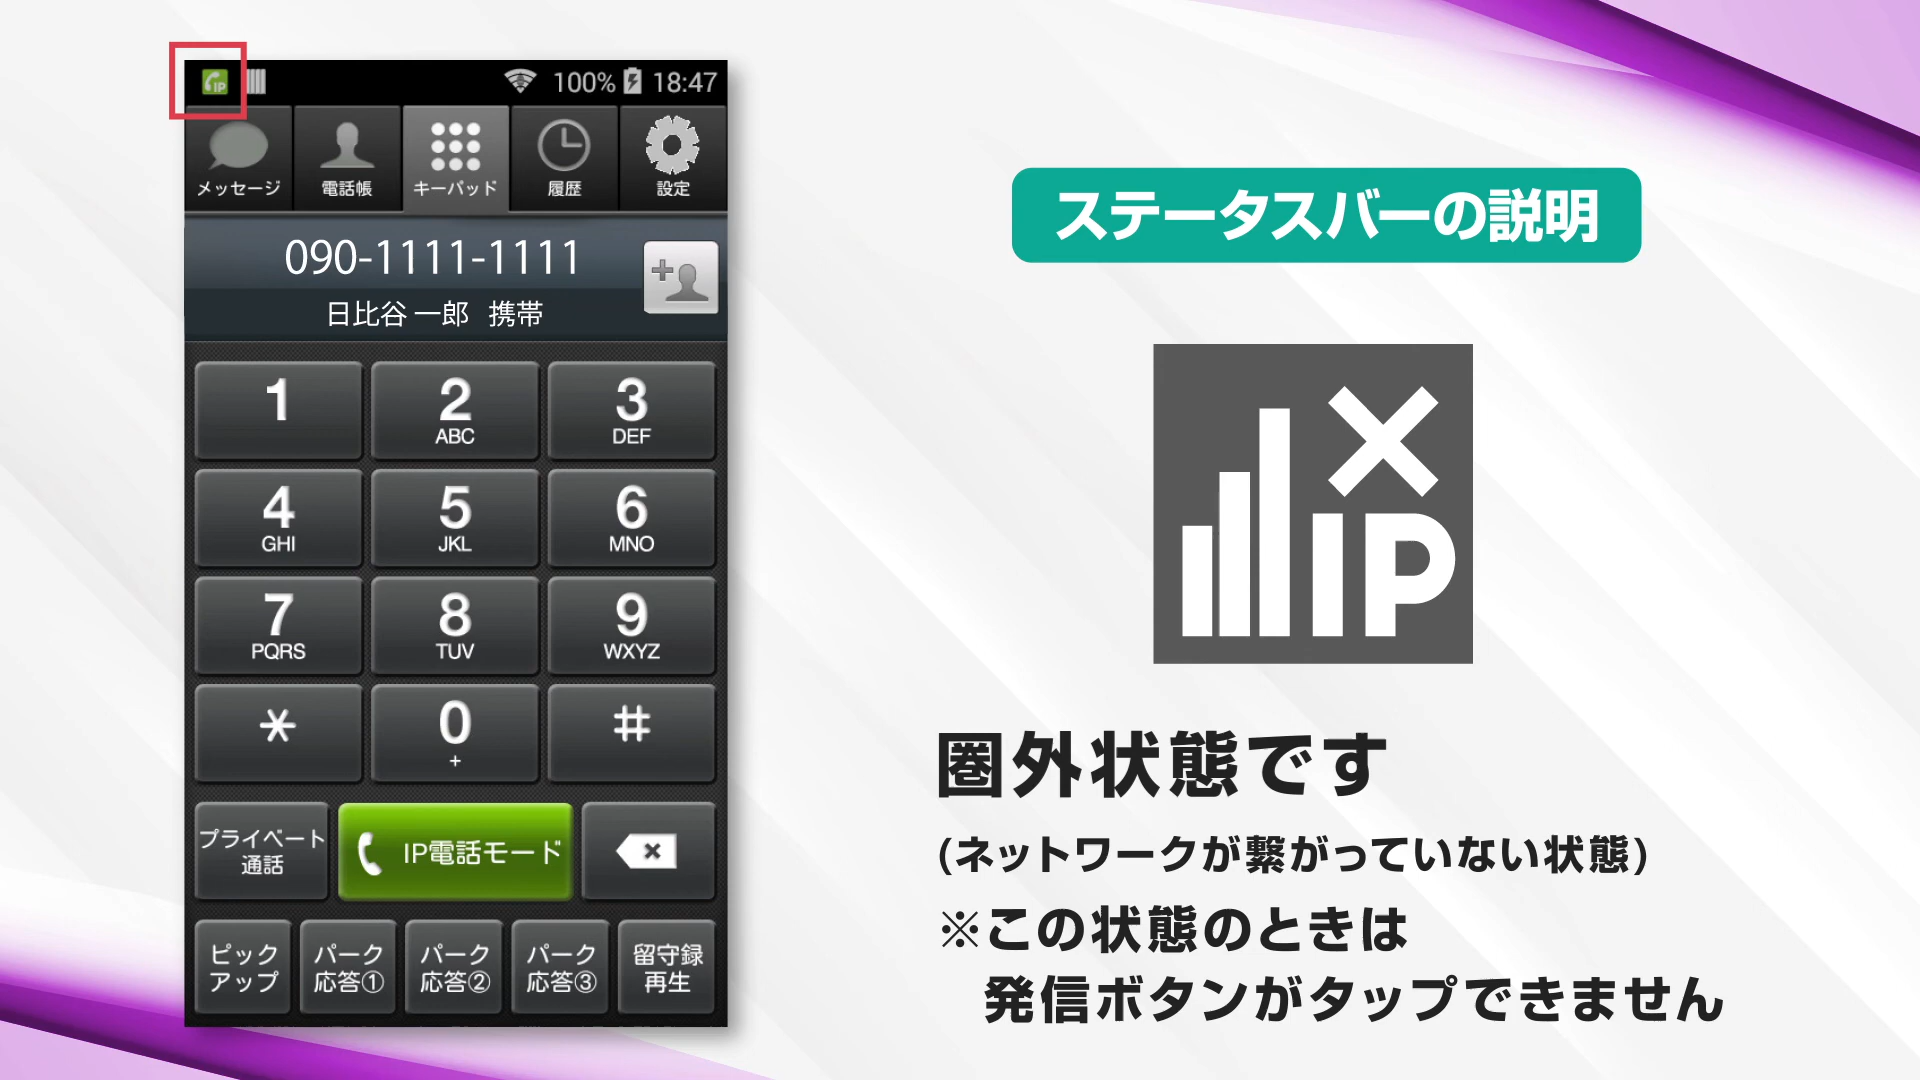 IP
100%
18:47
メッセージ
電話帳
キーパッド
履歴
設定
090-1111-1111
日比谷 一郎 携帯
1
2
ABC
3
DEF
4
GHI
5
JKL
6
MNO
7
PQRS
8
TUV
9
WXYZ
*
0
+
#
プライベート
通話
IP電話モード
ピック
アップ
パーク
応答①
パーク
応答②
パーク
応答③
留守録
再生
ステータスバーの説明
IP
圏外状態です
(ネットワークが繋がっていない状態)
※この状態のときは
発信ボタンがタップできません